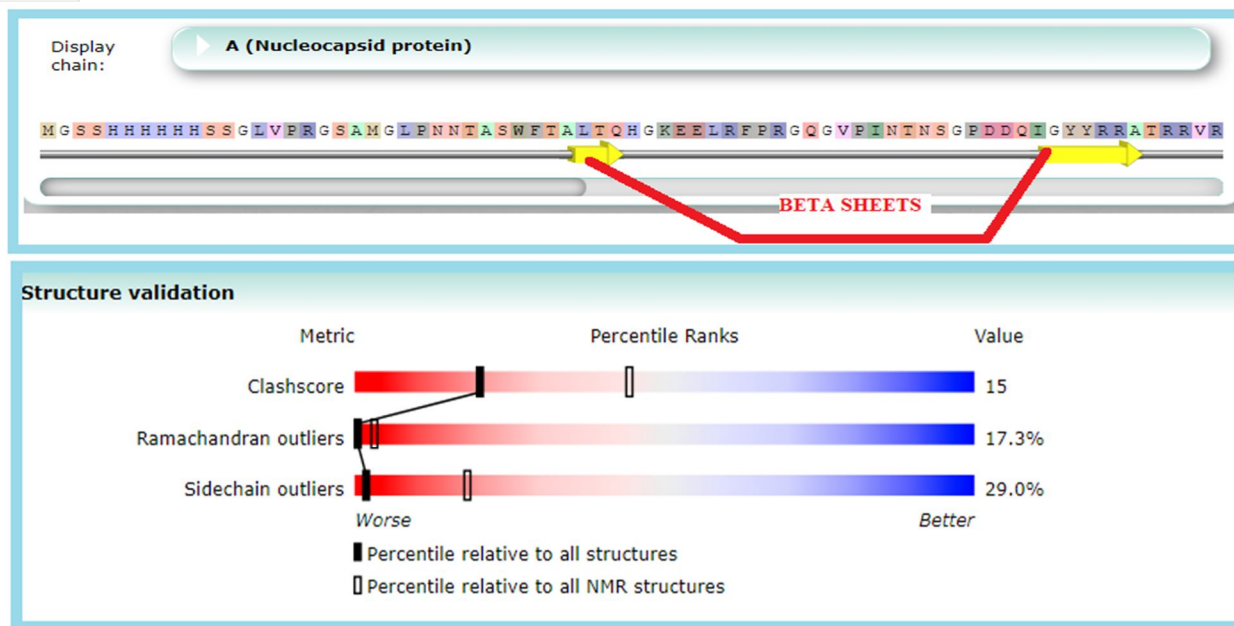 Display
chain:
A (Nucleocapsid protein)
M G S S H H H H H H S S G L V P R G S A M G L P N N T A S W F T A L T Q H G K E E L R F P R G Q G V P I N T N S G P D D Q I G Y Y R R A T R R V R
BETA SHEETS
Structure validation
Metric Percentile Ranks Value
Clashscore 15
Ramachandran outliers 17.3%
Sidechain outliers 29.0%
Worse Better
Percentile relative to all structures
Percentile relative to all NMR structures